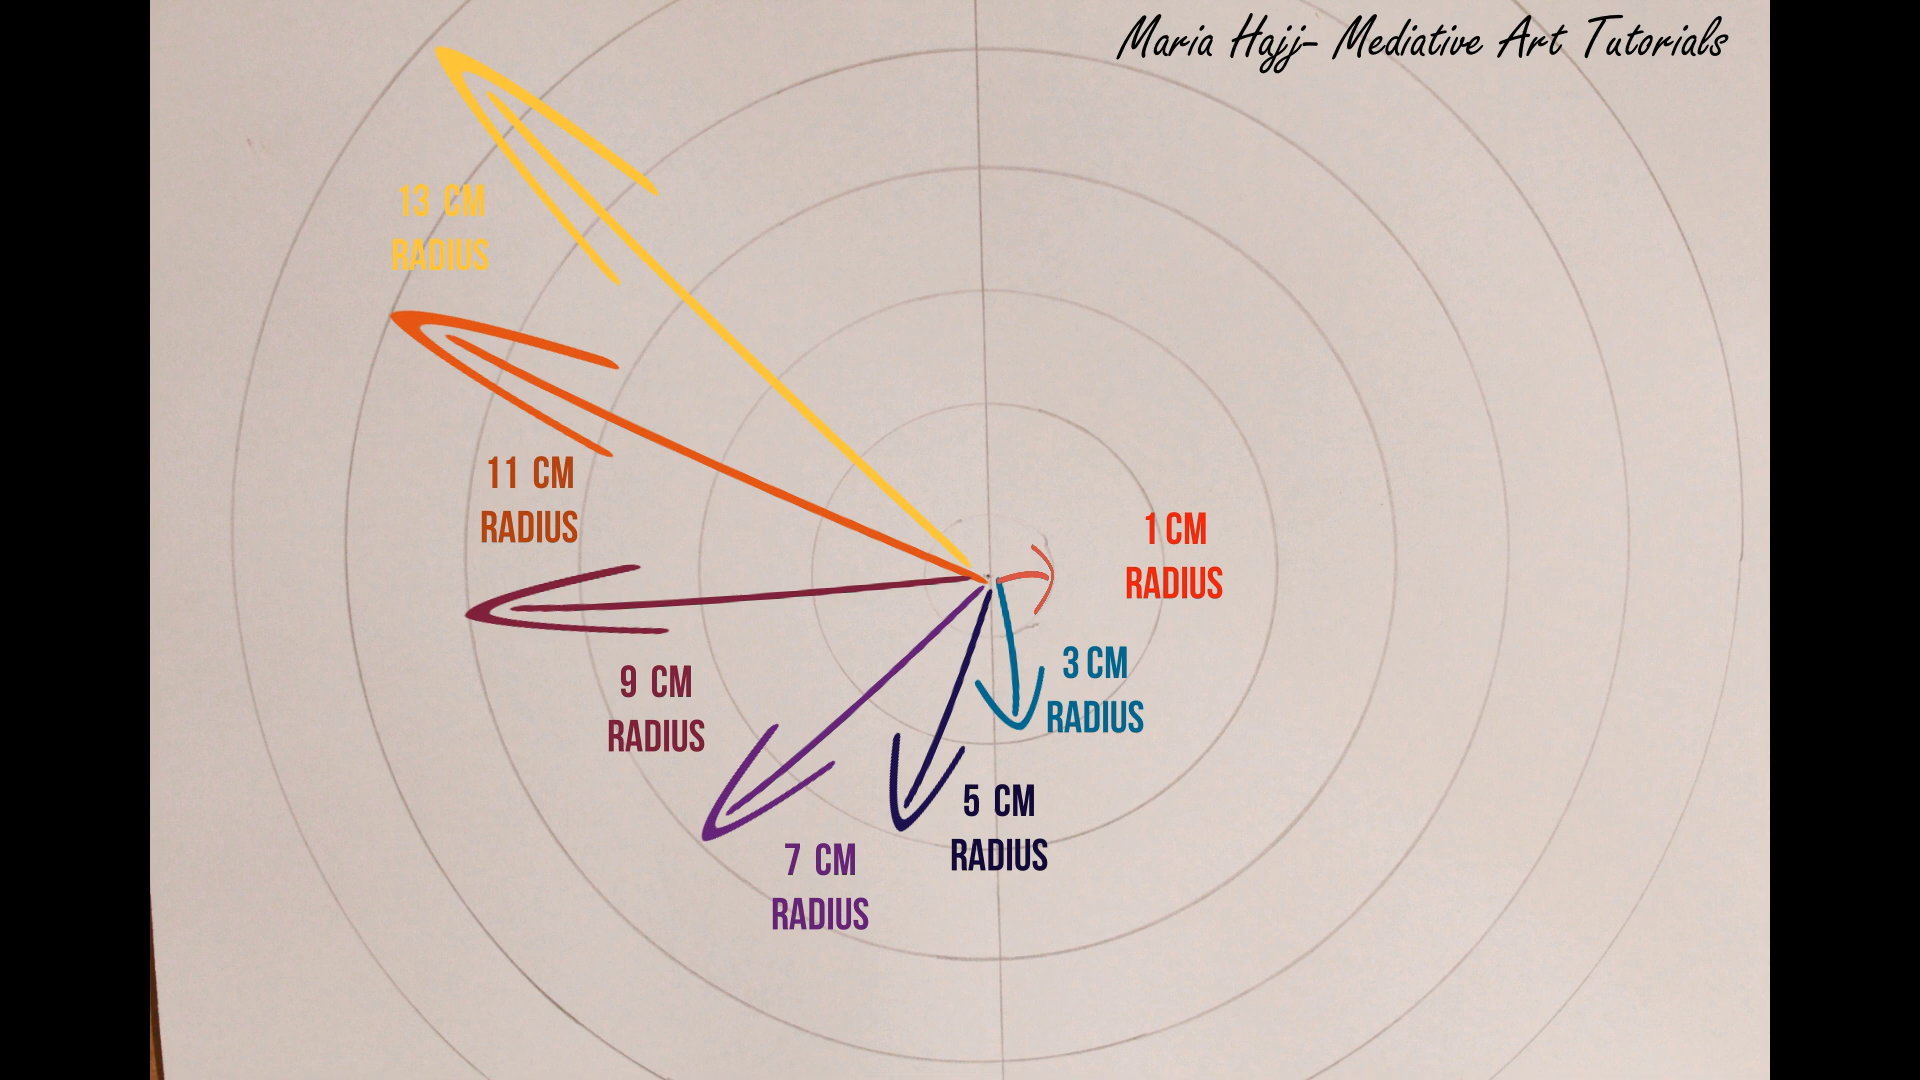 Maria Hajj- Mediative Art Tutorials
13 CM
RADIUS
11 CM
RADIUS
1 CM
RADIUS
9 CM
RADIUS
3 CM
RADIUS
5 CM
RADIUS
7 CM
RADIUS